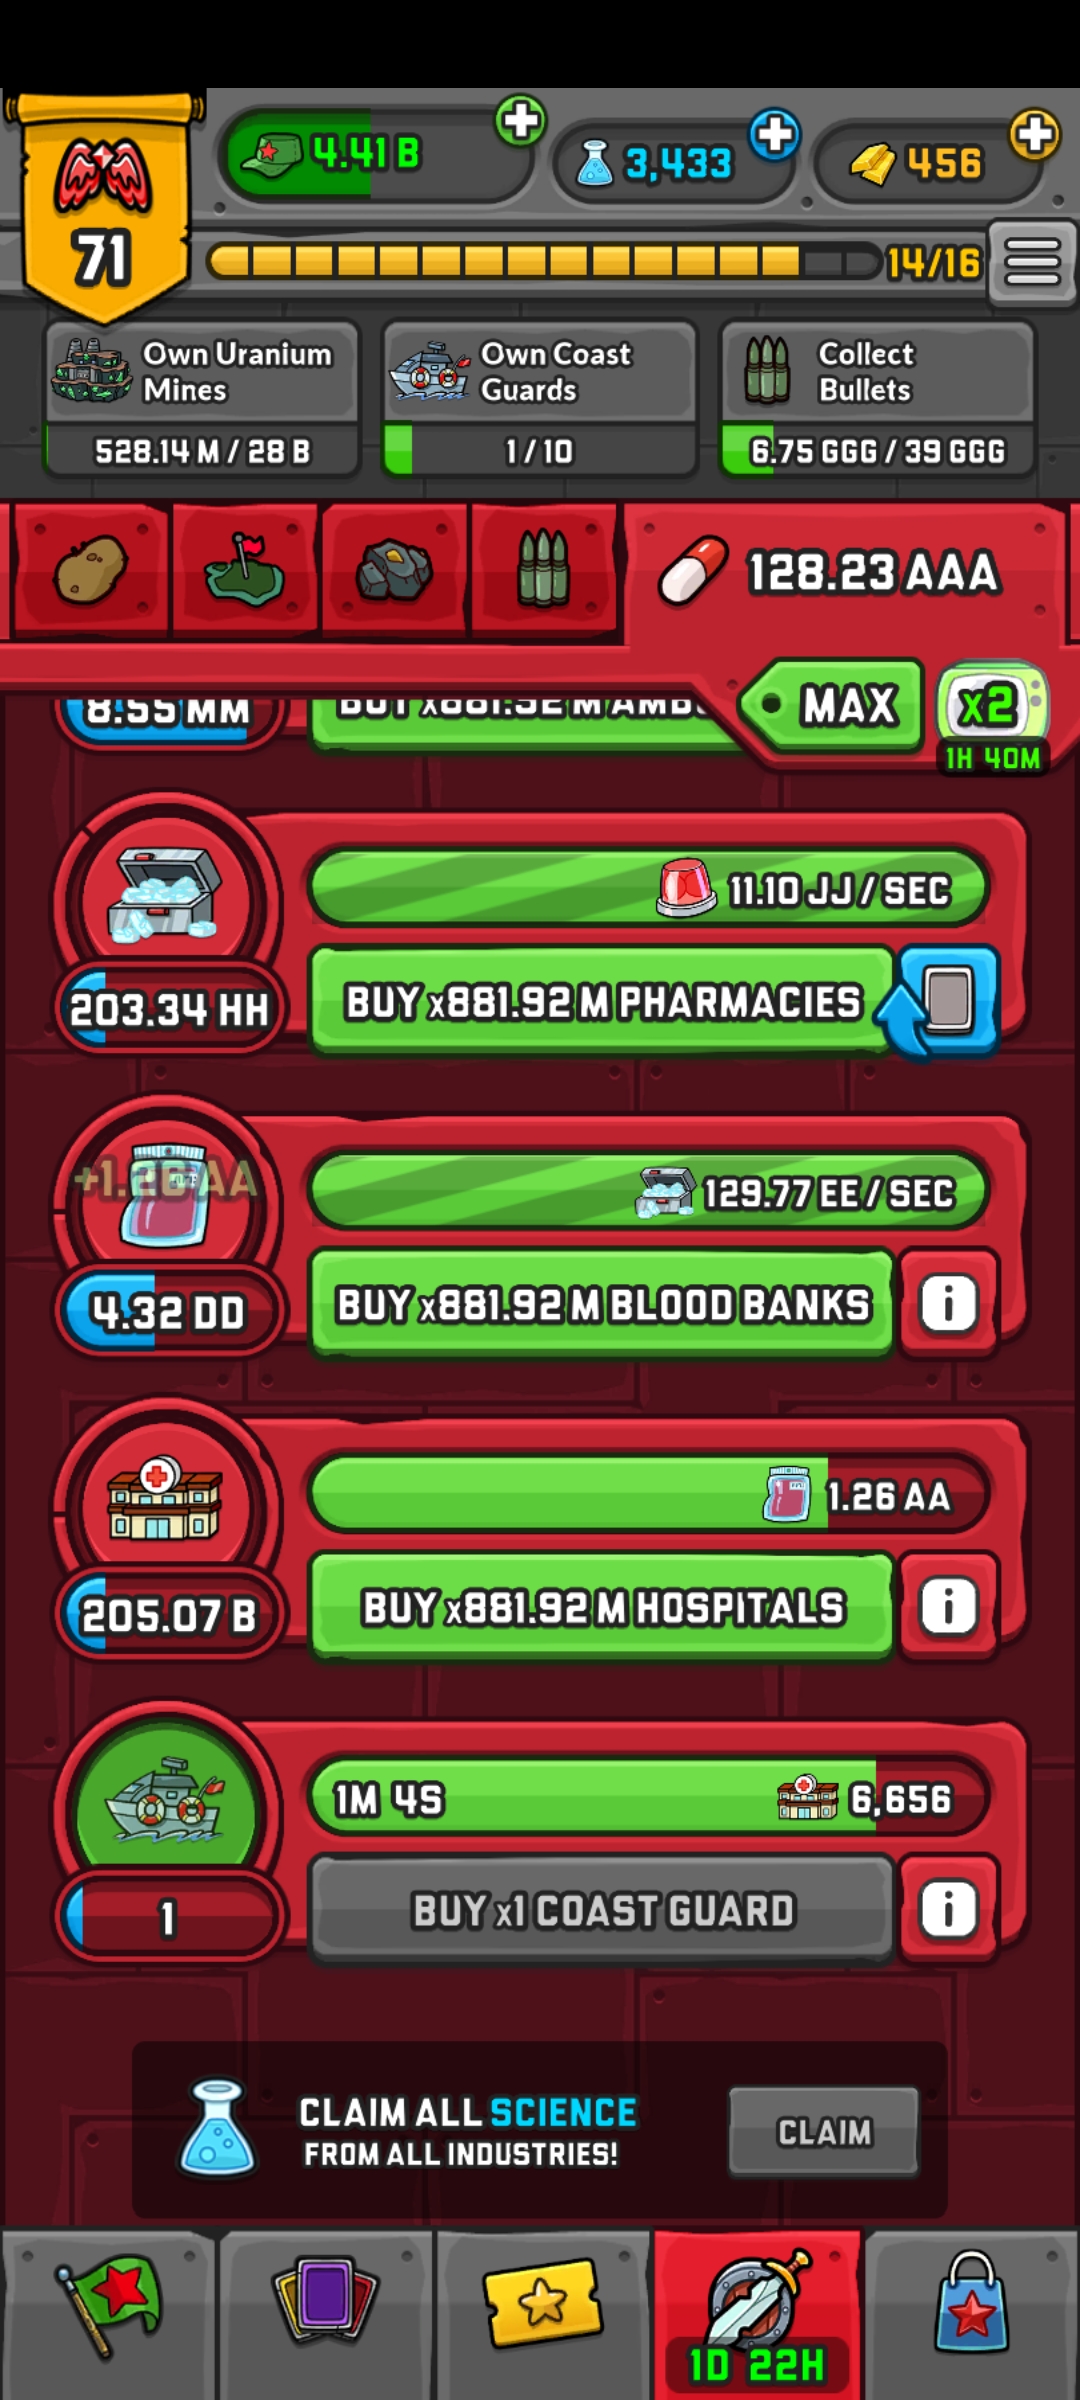 71
4.41 B
3,433
456
14/16
Own Uranium
Mines
528.14 M / 28 B
Own Coast
Guards
1 / 10
Collect
Bullets
6.75 GGG / 39 GGG
128.23 AAA
MAX
x2
1H 40M
8.55 MM
BUY x881.92 M
11.10 JJ / SEC
203.34 HH
BUY x881.92 M PHARMACIES
+1.26 AA
129.77 EE / SEC
4.32 DD
BUY x881.92 M BLOOD BANKS
i
1.26 AA
205.07 B
BUY x881.92 M HOSPITALS
i
1M 4S
6,656
1
BUY x1 COAST GUARD
i
CLAIM ALL SCIENCE
FROM ALL INDUSTRIES!
CLAIM
1D 22H